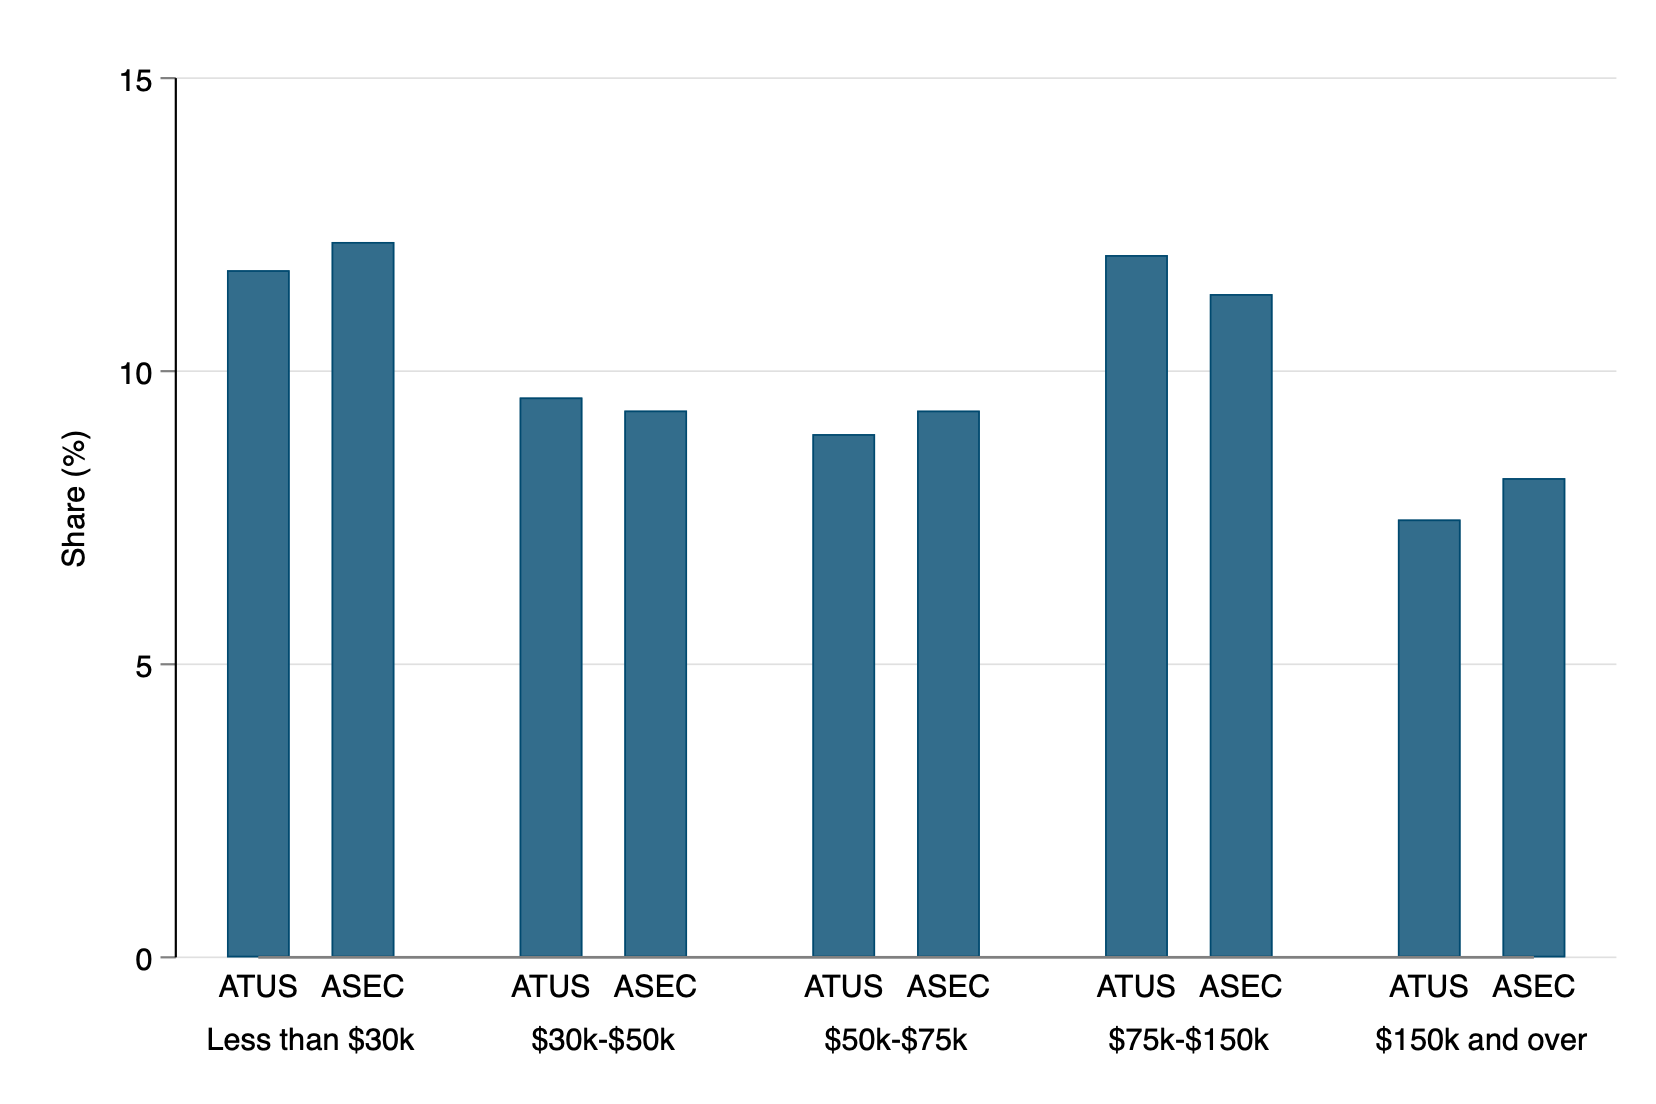 15
10
5
0
Share (%)
ATUS ASEC ATUS ASEC ATUS ASEC ATUS ASEC ATUS ASEC
Less than $30k $30k-$50k $50k-$75k $75k-$150k $150k and over